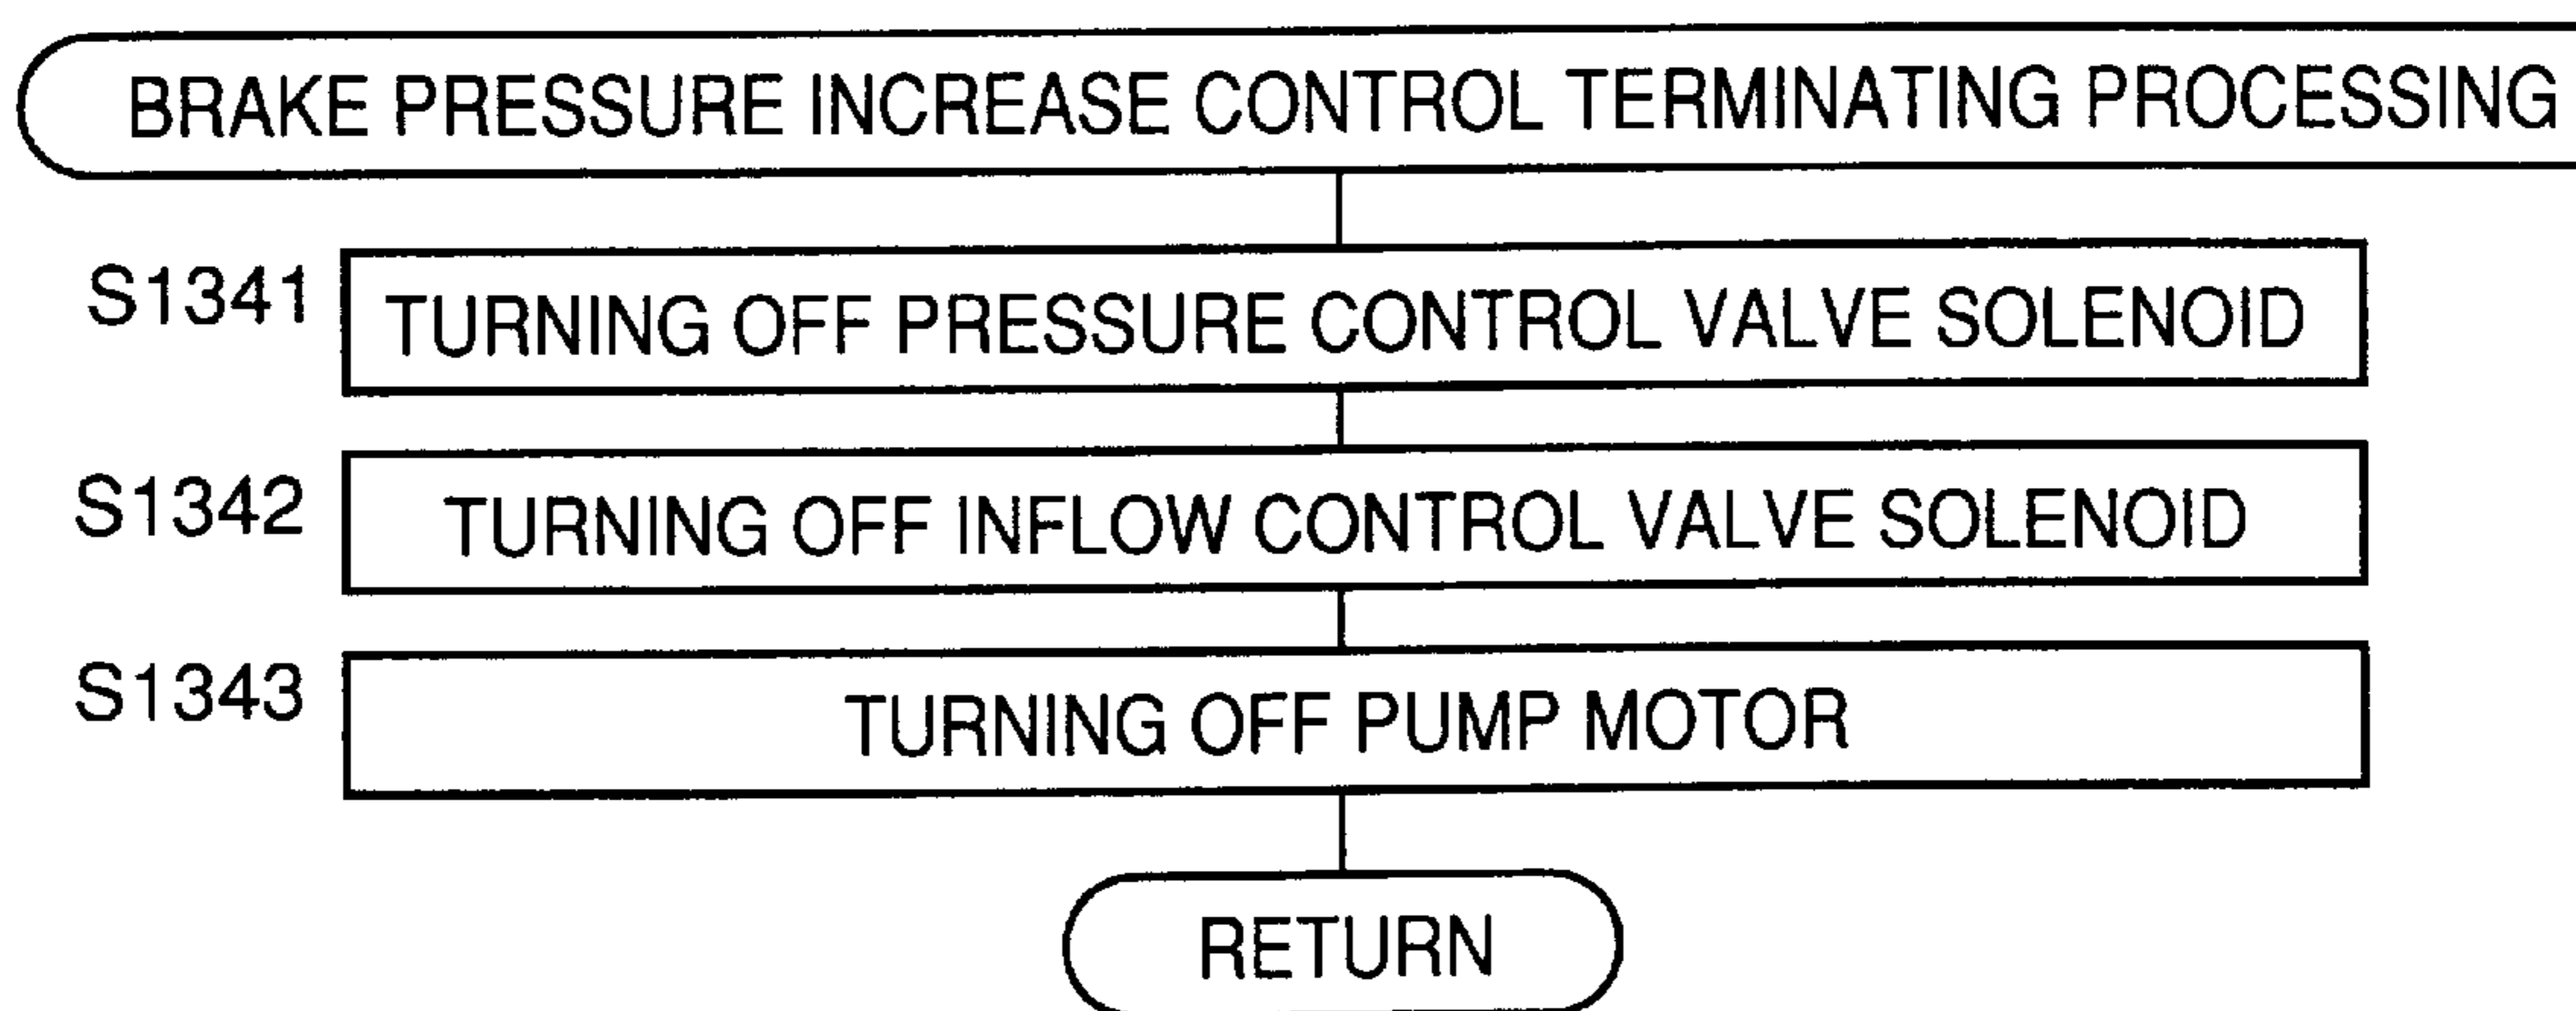 BRAKE PRESSURE INCREASE CONTROL TERMINATING PROCESSING
S1341 TURNING OFF PRESSURE CONTROL VALVE SOLENOID
S1342 TURNING OFF INFLOW CONTROL VALVE SOLENOID
S1343 TURNING OFF PUMP MOTOR
RETURN